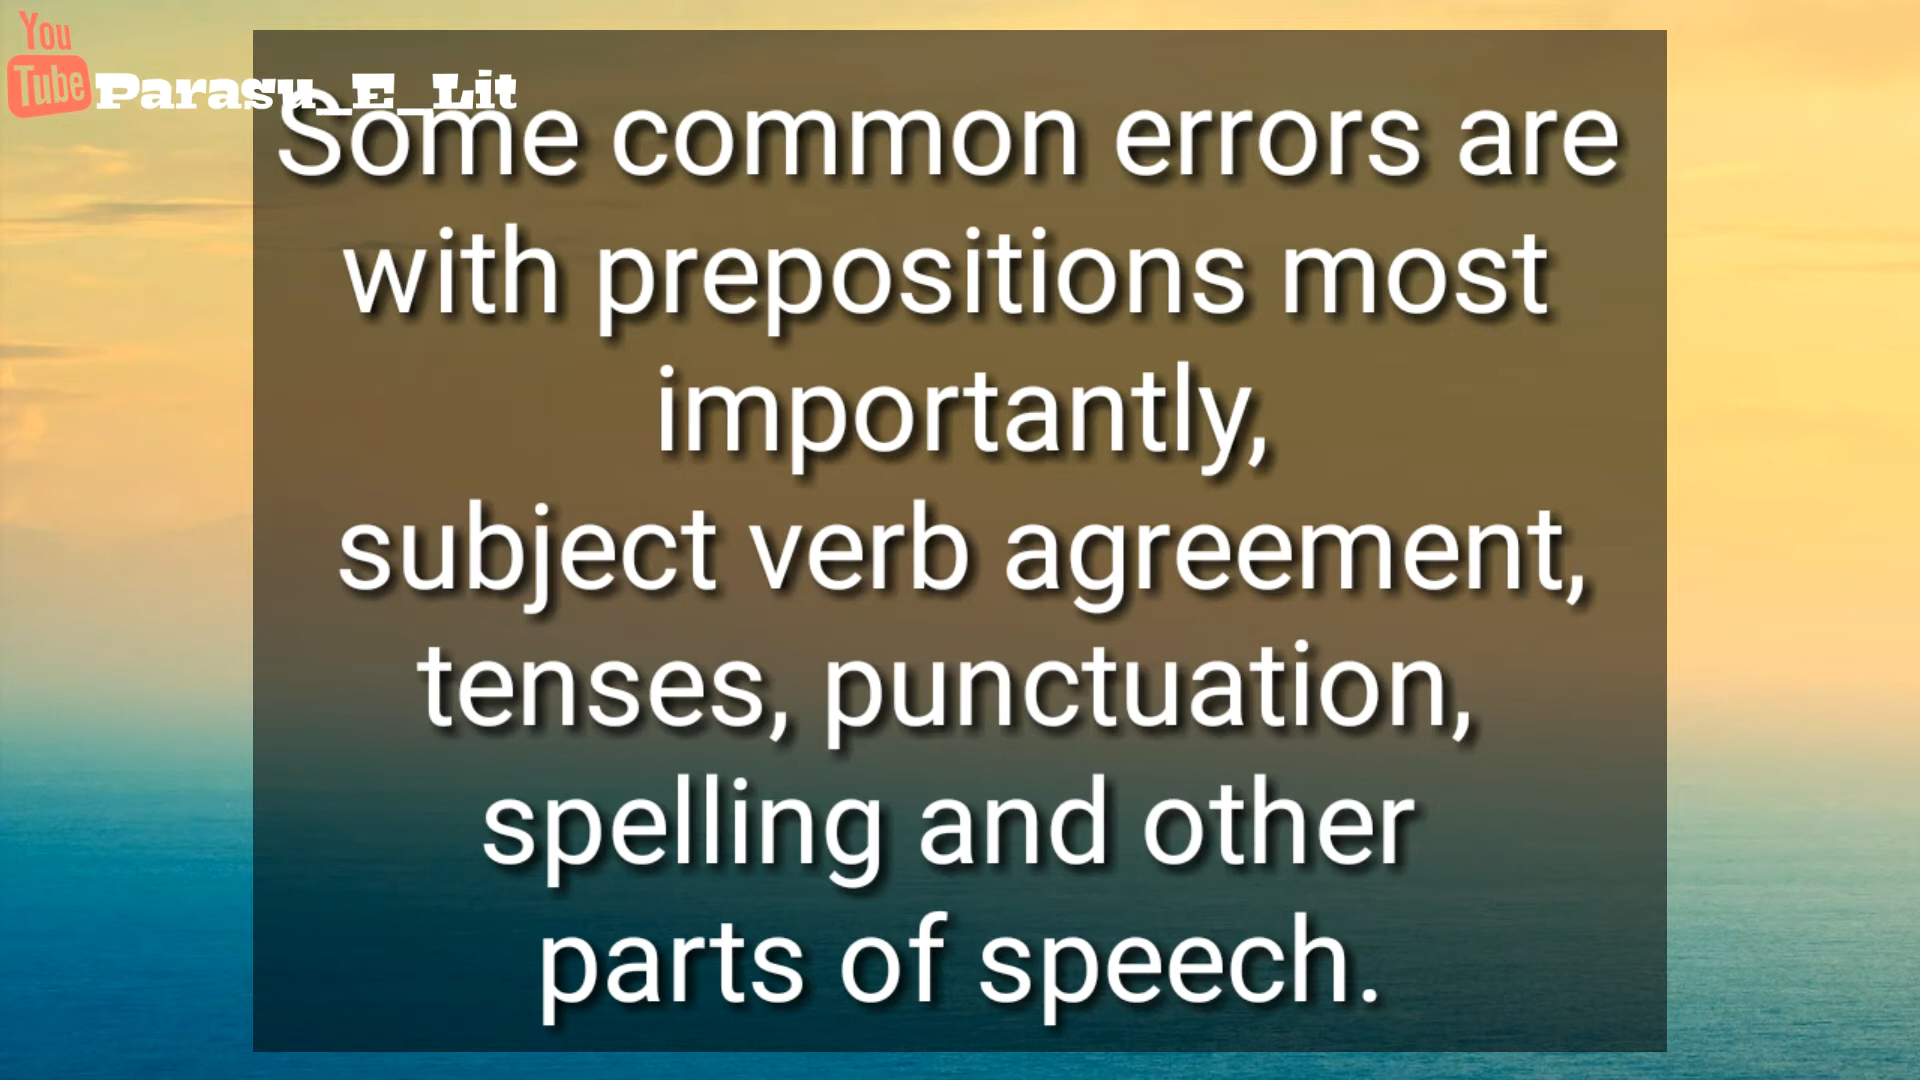 You
Tube
Parasu_E_Lit
Some common errors are
with prepositions most
importantly,
subject verb agreement,
tenses, punctuation,
spelling and other
parts of speech.